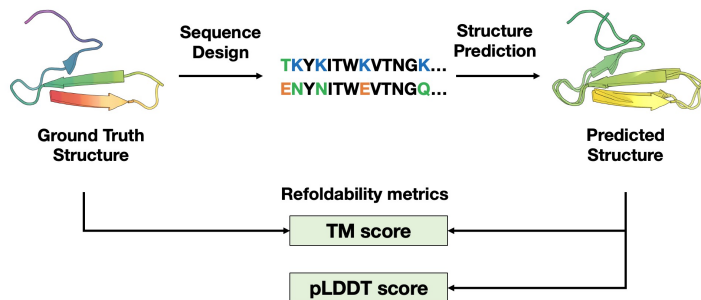 Sequence
Design
Structure
Prediction
TKYKITWKVTNGK...
ENYNITWEVTNGQ...
Ground Truth
Structure
Predicted
Structure
Refoldability metrics
TM score
pLDDT score